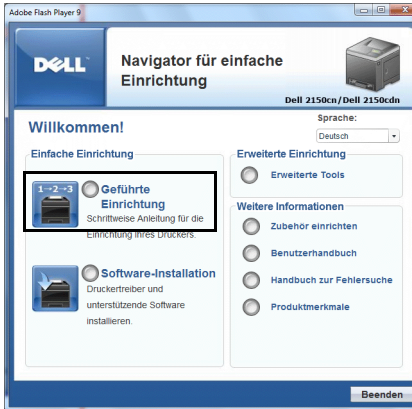 Adobe Flash Player 9
DELL
Navigator für einfache
Einrichtung
Dell 2150cn/Dell 2150cdn
Willkommen!
Sprache:
Deutsch
Einfache Einrichtung
1→2→3
Geführte
Einrichtung
Schrittweise Anleitung für die
Einrichtung Ihres Druckers.
Software-Installation
Druckertreiber und
unterstützende Software
installieren.
Erweiterte Einrichtung
Erweiterte Tools
Weitere Informationen
Zubehör einrichten
Benutzerhandbuch
Handbuch zur Fehlersuche
Produktmerkmale
Beenden